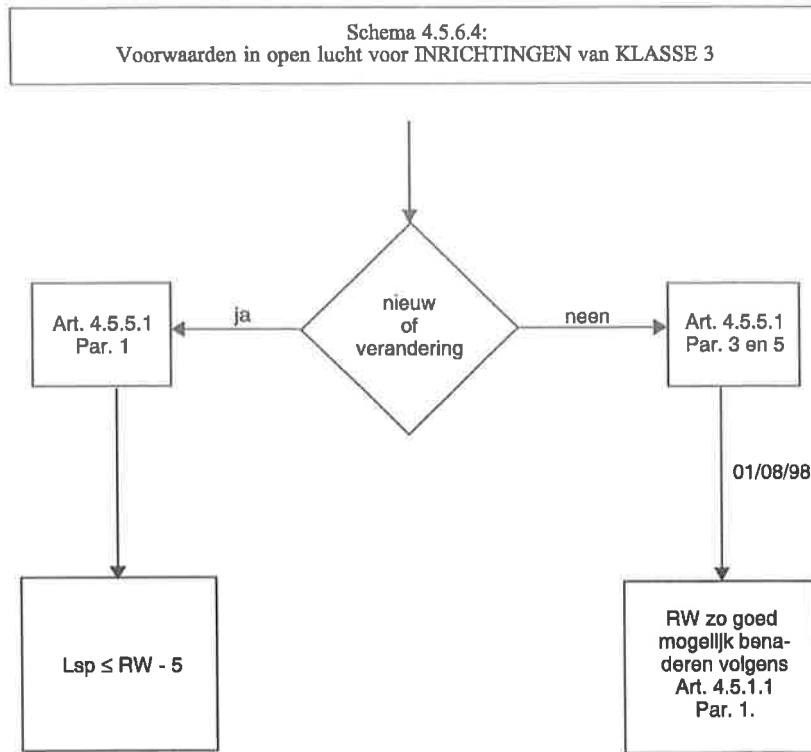 Schema 4.5.6.4:
Voorwaarden in open lucht voor INRICHTINGEN van KLASSE 3
nieuw
of
verandering
ja
neen
Art. 4.5.5.1
Par. 1
Art. 4.5.5.1
Par. 3 en 5
01/08/98
Lsp ≤ RW - 5
RW zo goed
mogelijk bena-
deren volgens
Art. 4.5.1.1
Par. 1.